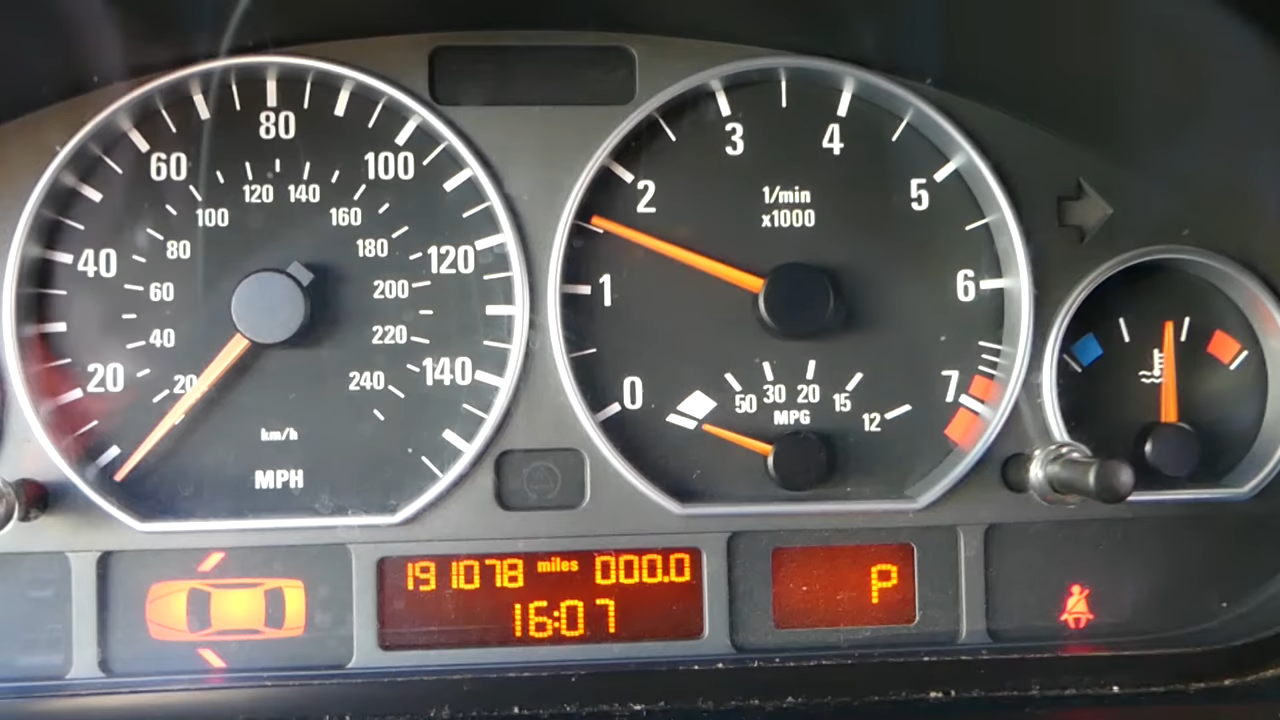 20 40 60 80 100 120 140
20 40 60 80 100 120 140 160 180 200 220 240
km/h
MPH
0 1 2 3 4 5 6 7
1/min
x1000
50 30 20 15 12
MPG
191078 miles 000.0
16:07
P